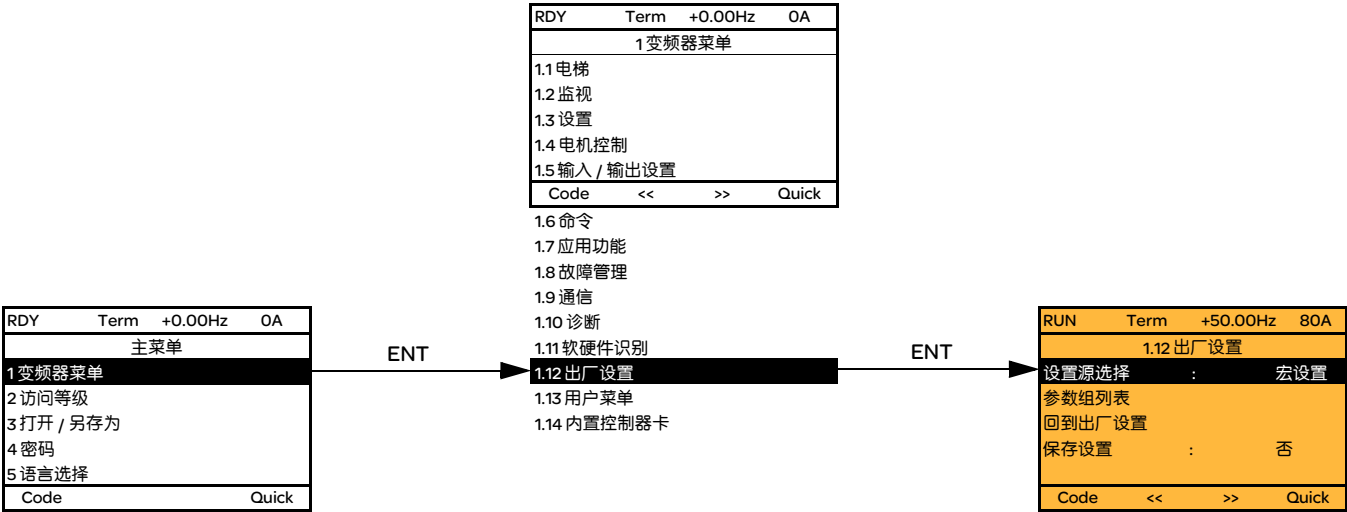 RDY Term +0.00Hz 0A
1 变频器菜单
1.1 电梯
1.2 监视
1.3 设置
1.4 电机控制
1.5 输入 / 输出设置
Code << >> Quick
1.6 命令
1.7 应用功能
1.8 故障管理
1.9 通信
1.10 诊断
1.11 软硬件识别
1.12 出厂设置
1.13 用户菜单
1.14 内置控制器卡
RDY Term +0.00Hz 0A
主菜单
1 变频器菜单
2 访问等级
3 打开 / 另存为
4 密码
5 语言选择
Code Quick
ENT
ENT
RUN Term +50.00Hz 80A
1.12 出厂设置
设置源选择 : 宏设置
参数组列表
回到出厂设置
保存设置 : 否
Code << >> Quick